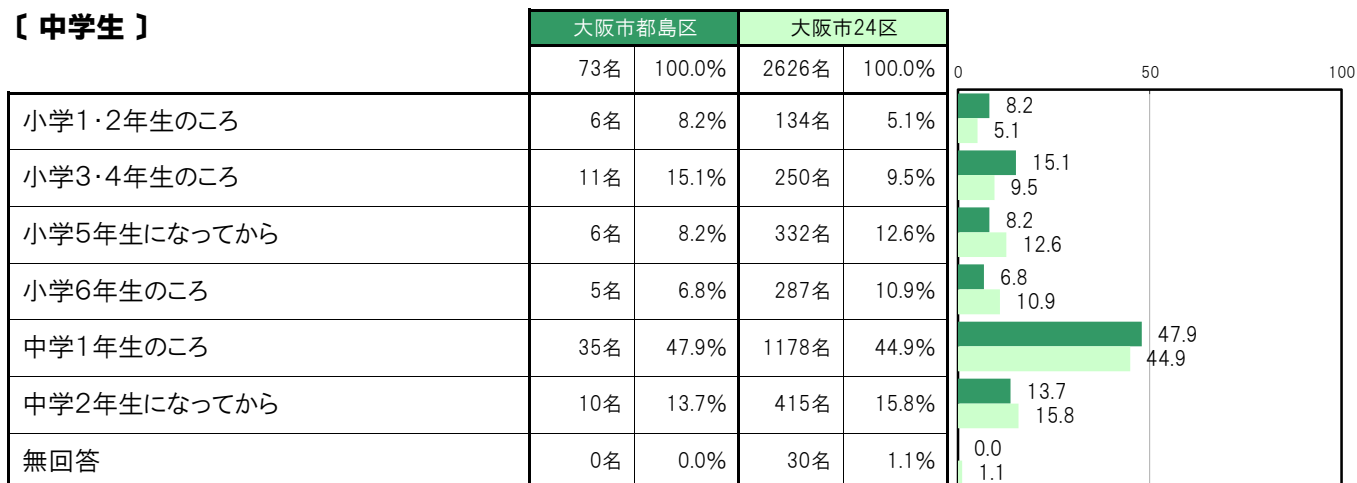 〔 中学生 〕
大阪市都島区 大阪市24区
73名 100.0% 2626名 100.0% 0 50 100
小学1・2年生のころ 6名 8.2% 134名 5.1% 8.2
5.1
小学3・4年生のころ 11名 15.1% 250名 9.5% 15.1
9.5
小学5年生になってから 6名 8.2% 332名 12.6% 8.2
12.6
小学6年生のころ 5名 6.8% 287名 10.9% 6.8
10.9
中学1年生のころ 35名 47.9% 1178名 44.9% 47.9
44.9
中学2年生になってから 10名 13.7% 415名 15.8% 13.7
15.8
無回答 0名 0.0% 30名 1.1% 0.0
1.1